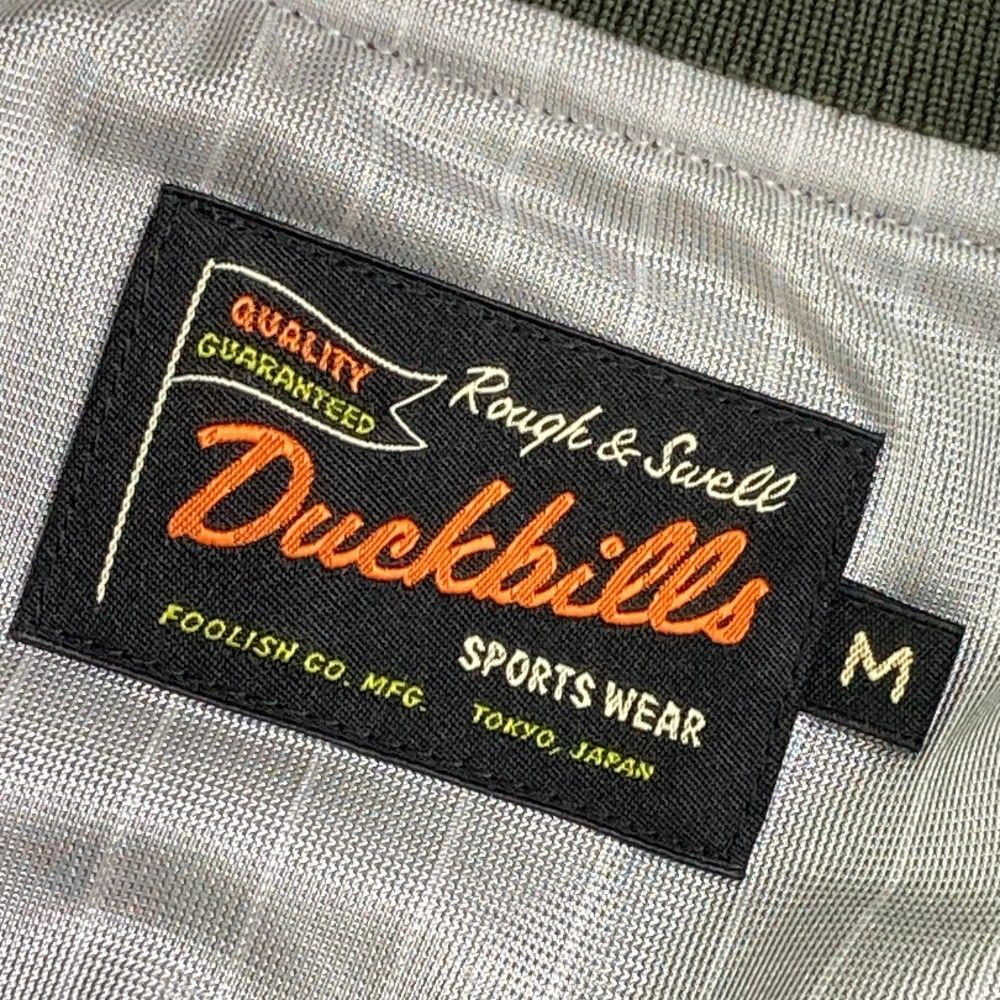 QUALITY
GUARANTEED
Rough & Swell
Duckbills
SPORTS WEAR
FOOLISH CO. MFG.
TOKYO, JAPAN
M